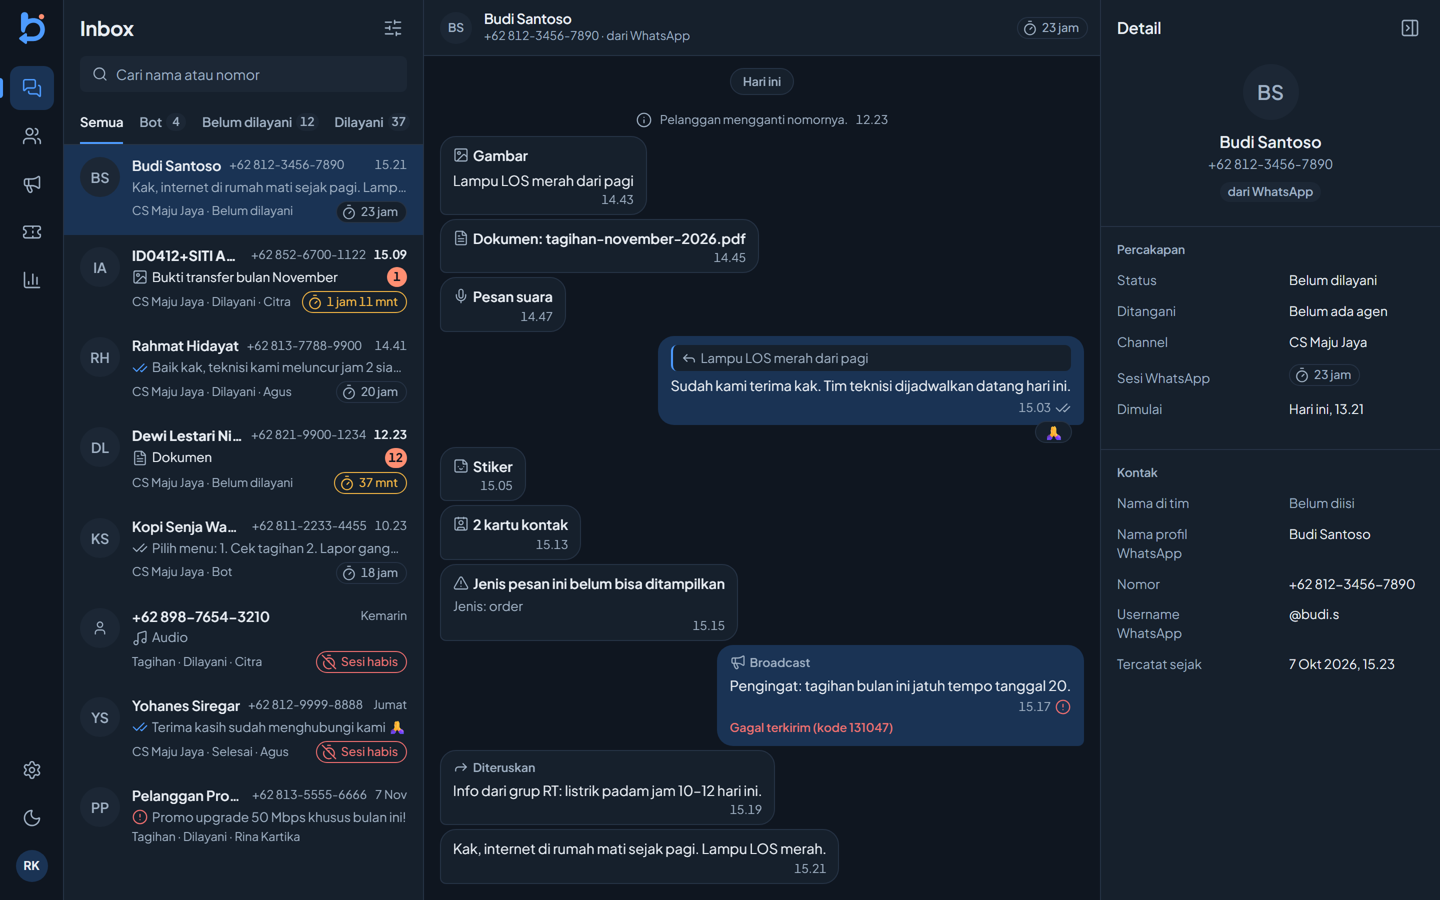 Inbox
Cari nama atau nomor
Semua Bot 4 Belum dilayani 12 Dilayani 37
BS
Budi Santoso +62 812-3456-7890 15.21
Kak, internet di rumah mati sejak pagi. Lamp...
CS Maju Jaya · Belum dilayani 23 jam
IA
ID0412+SITI A... +62 852-6700-1122 15.09
Bukti transfer bulan November 1
CS Maju Jaya · Dilayani · Citra 1 jam 11 mnt
RH
Rahmat Hidayat +62 813-7788-9900 14.41
Baik kak, teknisi kami meluncur jam 2 sia...
CS Maju Jaya · Dilayani · Agus 20 jam
DL
Dewi Lestari Ni... +62 821-9900-1234 12.23
Dokumen 12
CS Maju Jaya · Belum dilayani 37 mnt
KS
Kopi Senja Wa... +62 811-2233-4455 10.23
Pilih menu: 1. Cek tagihan 2. Lapor gang...
CS Maju Jaya · Bot 18 jam
+62 898-7654-3210 Kemarin
Audio
Tagihan · Dilayani · Citra Sesi habis
YS
Yohanes Siregar +62 812-9999-8888 Jumat
Terima kasih sudah menghubungi kami 🙏
CS Maju Jaya · Selesai · Agus Sesi habis
PP
Pelanggan Pro... +62 813-5555-6666 7 Nov
Promo upgrade 50 Mbps khusus bulan ini!
Tagihan · Dilayani · Rina Kartika
RK
BS
Budi Santoso
+62 812-3456-7890 · dari WhatsApp
23 jam
Hari ini
Pelanggan mengganti nomornya. 12.23
Gambar
Lampu LOS merah dari pagi
14.43
Dokumen: tagihan-november-2026.pdf
14.45
Pesan suara
14.47
Lampu LOS merah dari pagi
Sudah kami terima kak. Tim teknisi dijadwalkan datang hari ini.
15.03
🙏
Stiker
15.05
2 kartu kontak
15.13
Jenis pesan ini belum bisa ditampilkan
Jenis: order
15.15
Broadcast
Pengingat: tagihan bulan ini jatuh tempo tanggal 20.
15.17
Gagal terkirim (kode 131047)
Diteruskan
Info dari grup RT: listrik padam jam 10–12 hari ini.
15.19
Kak, internet di rumah mati sejak pagi. Lampu LOS merah.
15.21
Detail
BS
Budi Santoso
+62 812-3456-7890
dari WhatsApp
Percakapan
Status Belum dilayani
Ditangani Belum ada agen
Channel CS Maju Jaya
Sesi WhatsApp 23 jam
Dimulai Hari ini, 13.21
Kontak
Nama di tim Belum diisi
Nama profil WhatsApp Budi Santoso
Nomor +62 812-3456-7890
Username WhatsApp @budi.s
Tercatat sejak 7 Okt 2026, 15.23